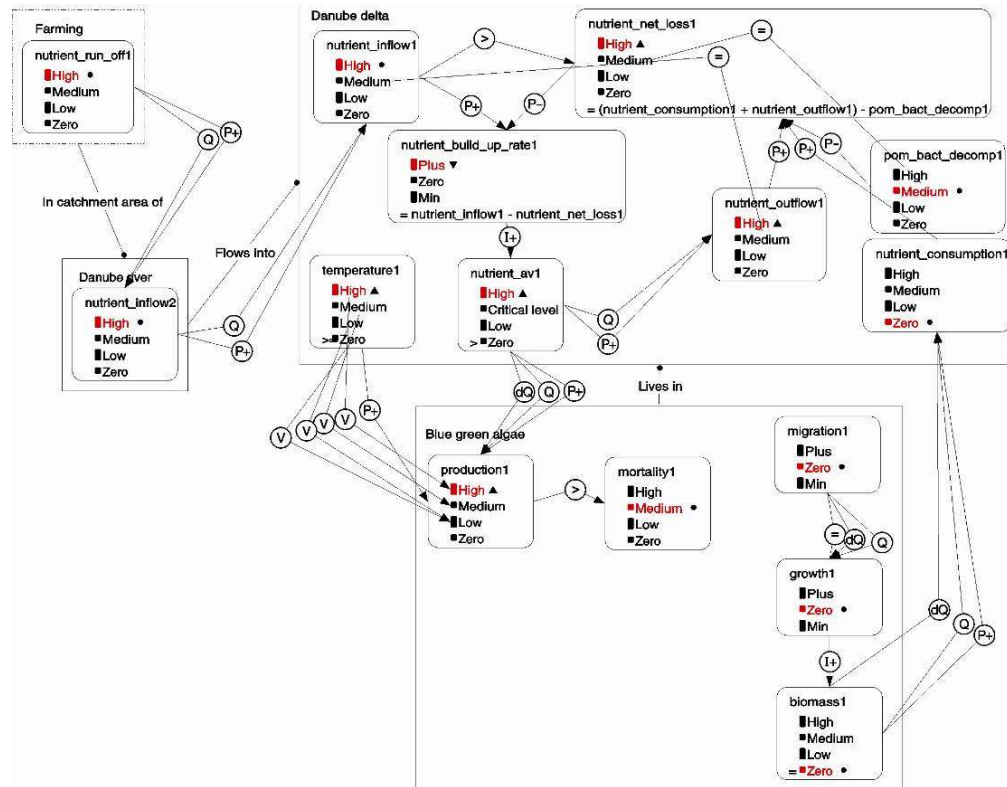 Farming
nutrient_run_off1
High
Medium
Low
Zero
Q
P+
In catchment area of
Danube river
nutrient_inflow2
High
Medium
Low
Zero
Flows into
Q
P+
Danube delta
nutrient_inflow1
High
Medium
Low
Zero
>
P+
P-
=
=
nutrient_net_loss1
High
Medium
Low
Zero
= (nutrient_consumption1 + nutrient_outflow1) - pom_bact_decomp1
nutrient_build_up_rate1
Plus
Zero
Min
= nutrient_inflow1 - nutrient_net_loss1
I+
P+
P+
P-
pom_bact_decomp1
High
Medium
Low
Zero
nutrient_outflow1
High
Medium
Low
Zero
nutrient_consumption1
High
Medium
Low
Zero
temperature1
High
Medium
Low
>=Zero
nutrient_av1
High
Critical level
Low
> Zero
Q
P+
Lives in
V
V
V
V
P+
dQ
Q
P+
Blue green algae
production1
High
Medium
Low
Zero
>
mortality1
High
Medium
Low
Zero
migration1
Plus
Zero
Min
=
dQ
Q
growth1
Plus
Zero
Min
I+
dQ
Q
P+
biomass1
High
Medium
Low
= Zero